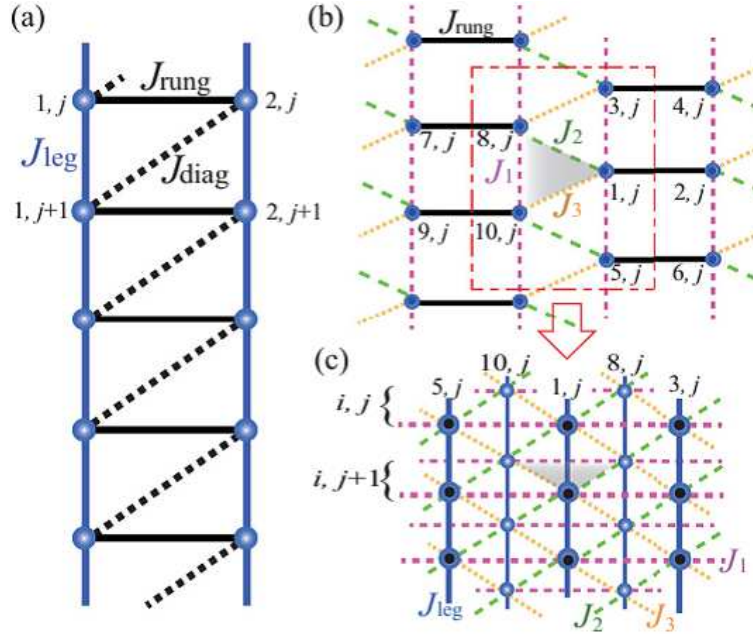 (a)
J_rung
1, j
2, j
J_leg
J_diag
1, j+1
2, j+1
(b)
J_rung
3, j
4, j
7, j
8, j
J_2
J_1
1, j
2, j
J_3
9, j
10, j
5, j
6, j
(c)
10, j
8, j
5, j
1, j
3, j
i, j {
i, j+1 {
J_1
J_leg
J_2
J_3